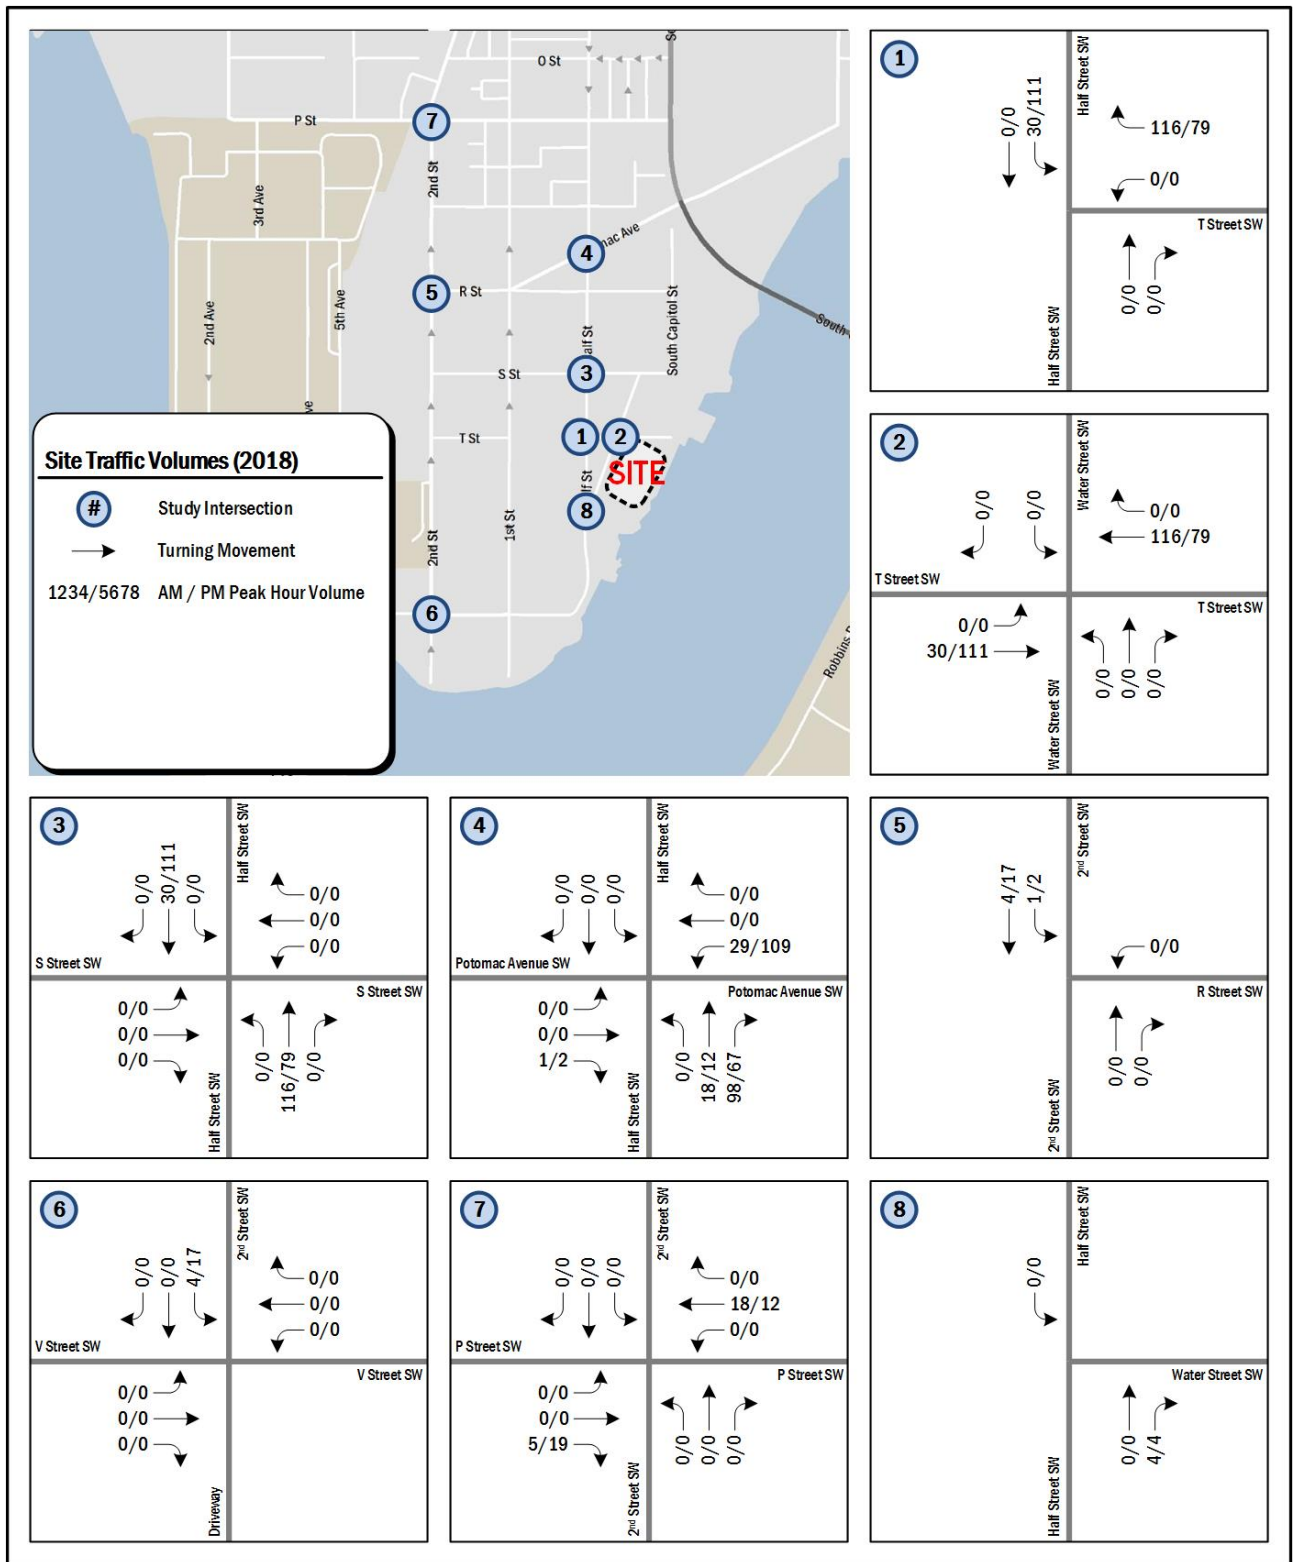 O St
Se
P St
7
2nd St
3rd Ave
4
mac Ave
5
R St
2nd Ave
5th Ave
South Capitol St
South
alf St
S St
3
ve
T St
1
2
SITE
lf St
8
1st St
2nd St
6
Robbins
Site Traffic Volumes (2018)
# Study Intersection
Turning Movement
1234/5678 AM / PM Peak Hour Volume
1
Half Street SW
0/0
30/111
116/79
0/0
T Street SW
0/0
0/0
Half Street SW
2
Water Street SW
0/0
0/0
0/0
116/79
T Street SW
T Street SW
0/0
30/111
0/0
0/0
0/0
Water Street SW
3
Half Street SW
0/0
30/111
0/0
0/0
0/0
0/0
S Street SW
S Street SW
0/0
0/0
0/0
0/0
116/79
0/0
Half Street SW
4
Half Street SW
0/0
0/0
0/0
0/0
0/0
29/109
Potomac Avenue SW
Potomac Avenue SW
0/0
0/0
1/2
0/0
18/12
98/67
Half Street SW
5
2nd Street SW
4/17
1/2
0/0
R Street SW
0/0
0/0
2nd Street SW
6
2nd Street SW
0/0
0/0
4/17
0/0
0/0
0/0
V Street SW
V Street SW
0/0
0/0
0/0
Driveway
7
2nd Street SW
0/0
0/0
0/0
0/0
18/12
0/0
P Street SW
P Street SW
0/0
0/0
5/19
0/0
0/0
0/0
2nd Street SW
8
Half Street SW
0/0
Water Street SW
0/0
4/4
Half Street SW